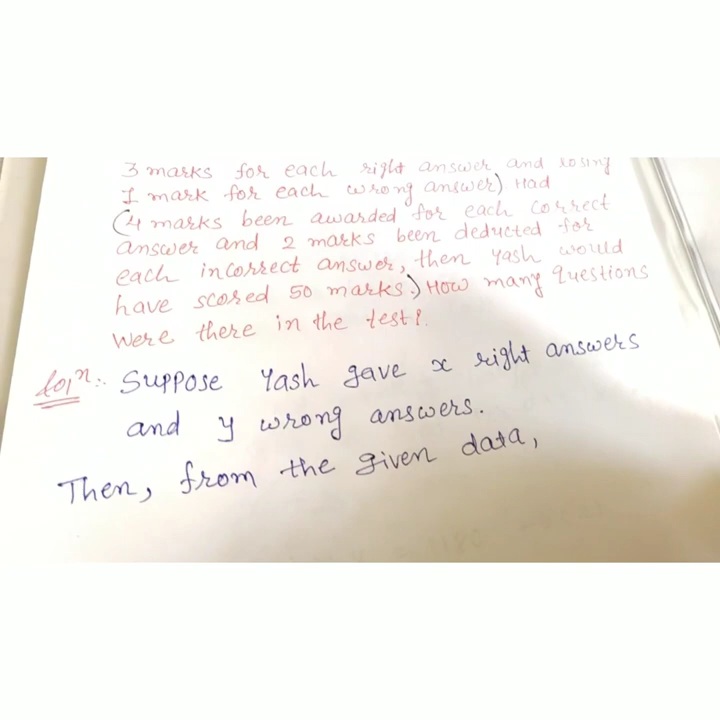 3 marks for each right answer and losing
1 mark for each wrong answer). Had
(4 marks been awarded for each correct
answer and 2 marks been deducted for
each incorrect answer, then Yash would
have scored 50 marks.) How many questions
were there in the test?
Solⁿ:. Suppose Yash gave x right answers
and y wrong answers.
Then, from the given data,